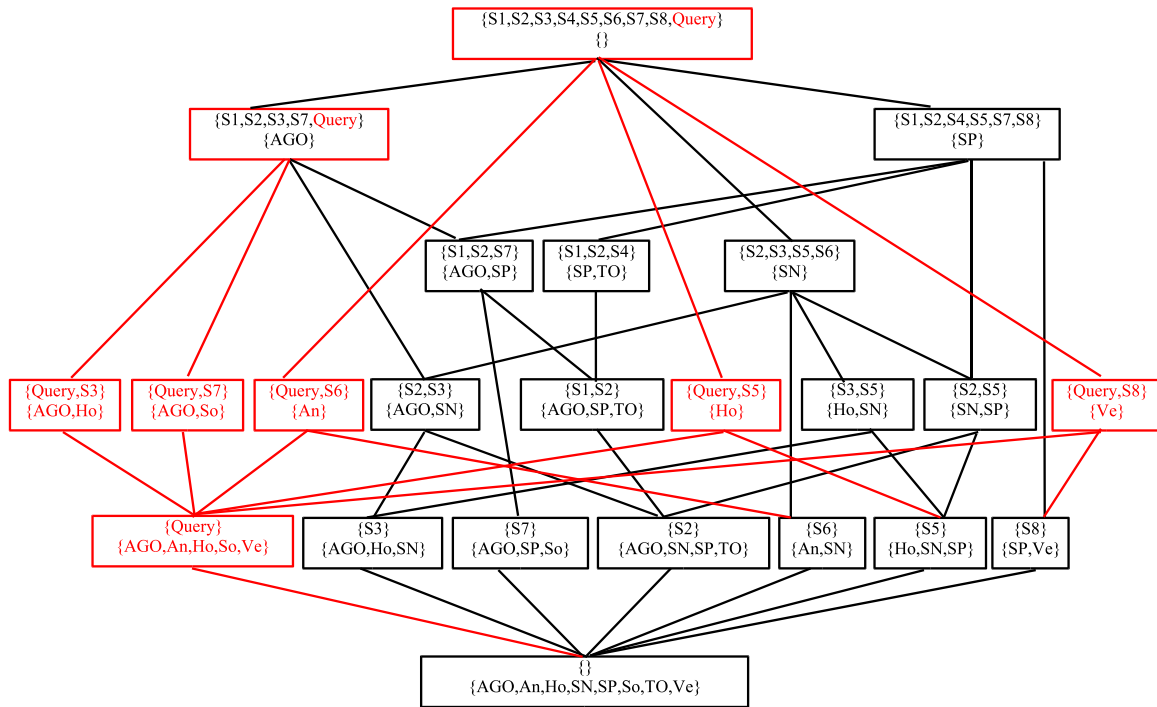 {S1,S2,S3,S4,S5,S6,S7,S8,Query}
{}
{S1,S2,S3,S7,Query}
{AGO}
{S1,S2,S4,S5,S7,S8}
{SP}
{S1,S2,S7}
{AGO,SP}
{S1,S2,S4}
{SP,TO}
{S2,S3,S5,S6}
{SN}
{Query,S3}
{AGO,Ho}
{Query,S7}
{AGO,So}
{Query,S6}
{An}
{S2,S3}
{AGO,SN}
{S1,S2}
{AGO,SP,TO}
{Query,S5}
{Ho}
{S3,S5}
{Ho,SN}
{S2,S5}
{SN,SP}
{Query,S8}
{Ve}
{Query}
{AGO,An,Ho,So,Ve}
{S3}
{AGO,Ho,SN}
{S7}
{AGO,SP,So}
{S2}
{AGO,SN,SP,TO}
{S6}
{An,SN}
{S5}
{Ho,SN,SP}
{S8}
{SP,Ve}
{}
{AGO,An,Ho,SN,SP,So,TO,Ve}